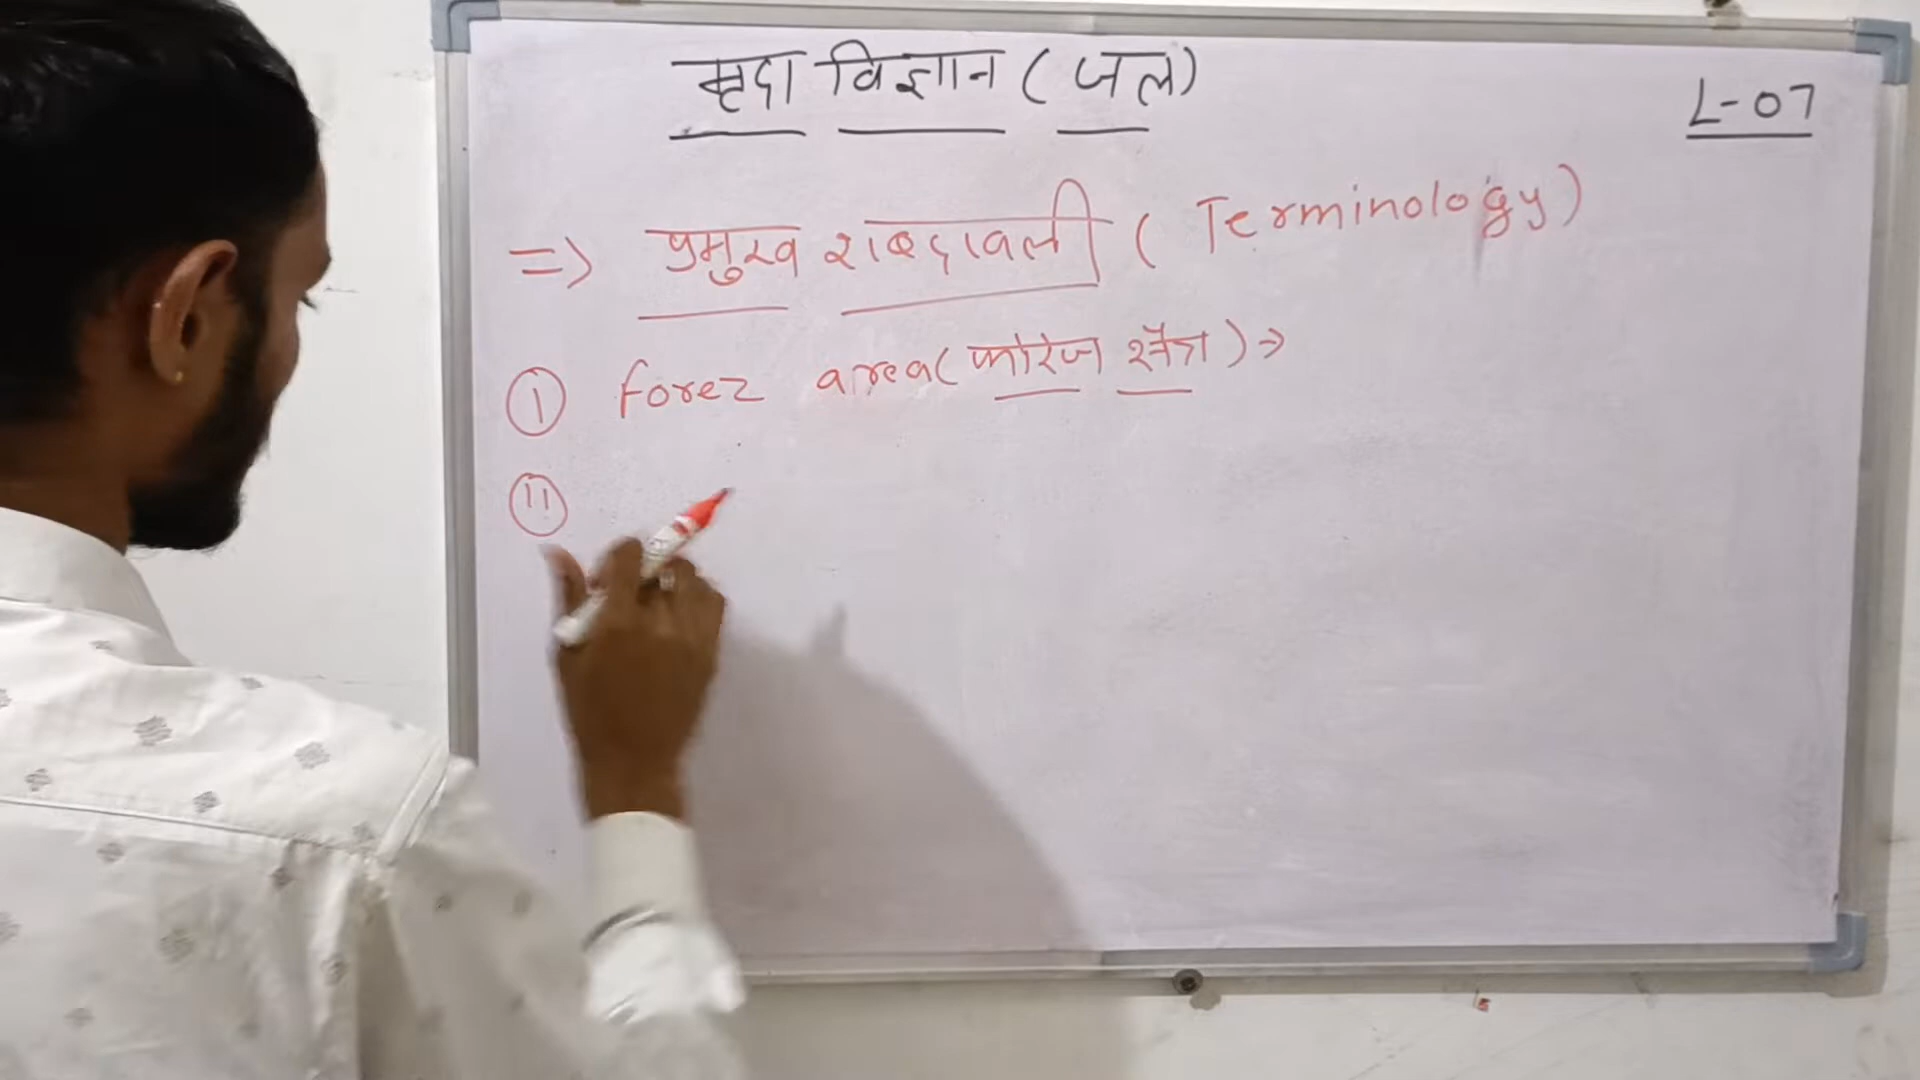 मृदा विज्ञान ( जल )
L-07
=> प्रमुख शब्दावली ( Terminology )
① forez area ( फोरेज क्षेत्र ) →
⑪